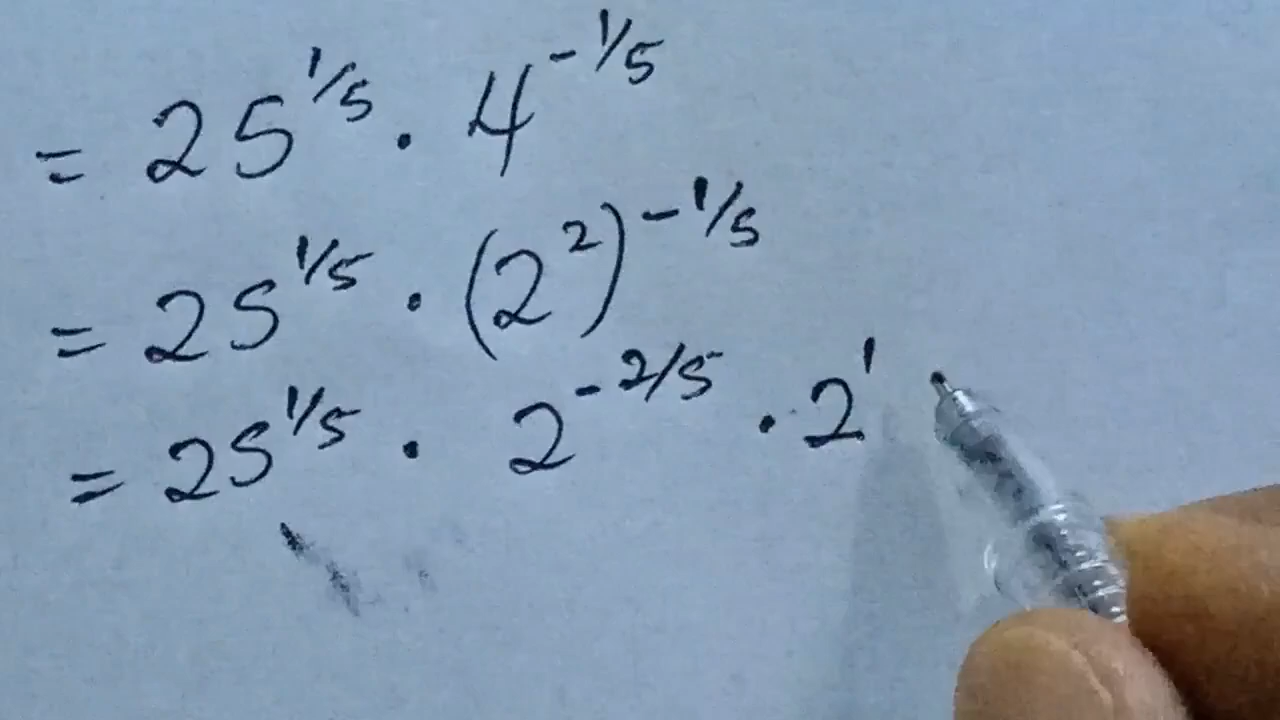 = 25^{1/5} · 4^{-1/5}
= 25^{1/5} · (2^2)^{-1/5}
= 25^{1/5} · 2^{-2/5} · 2^1